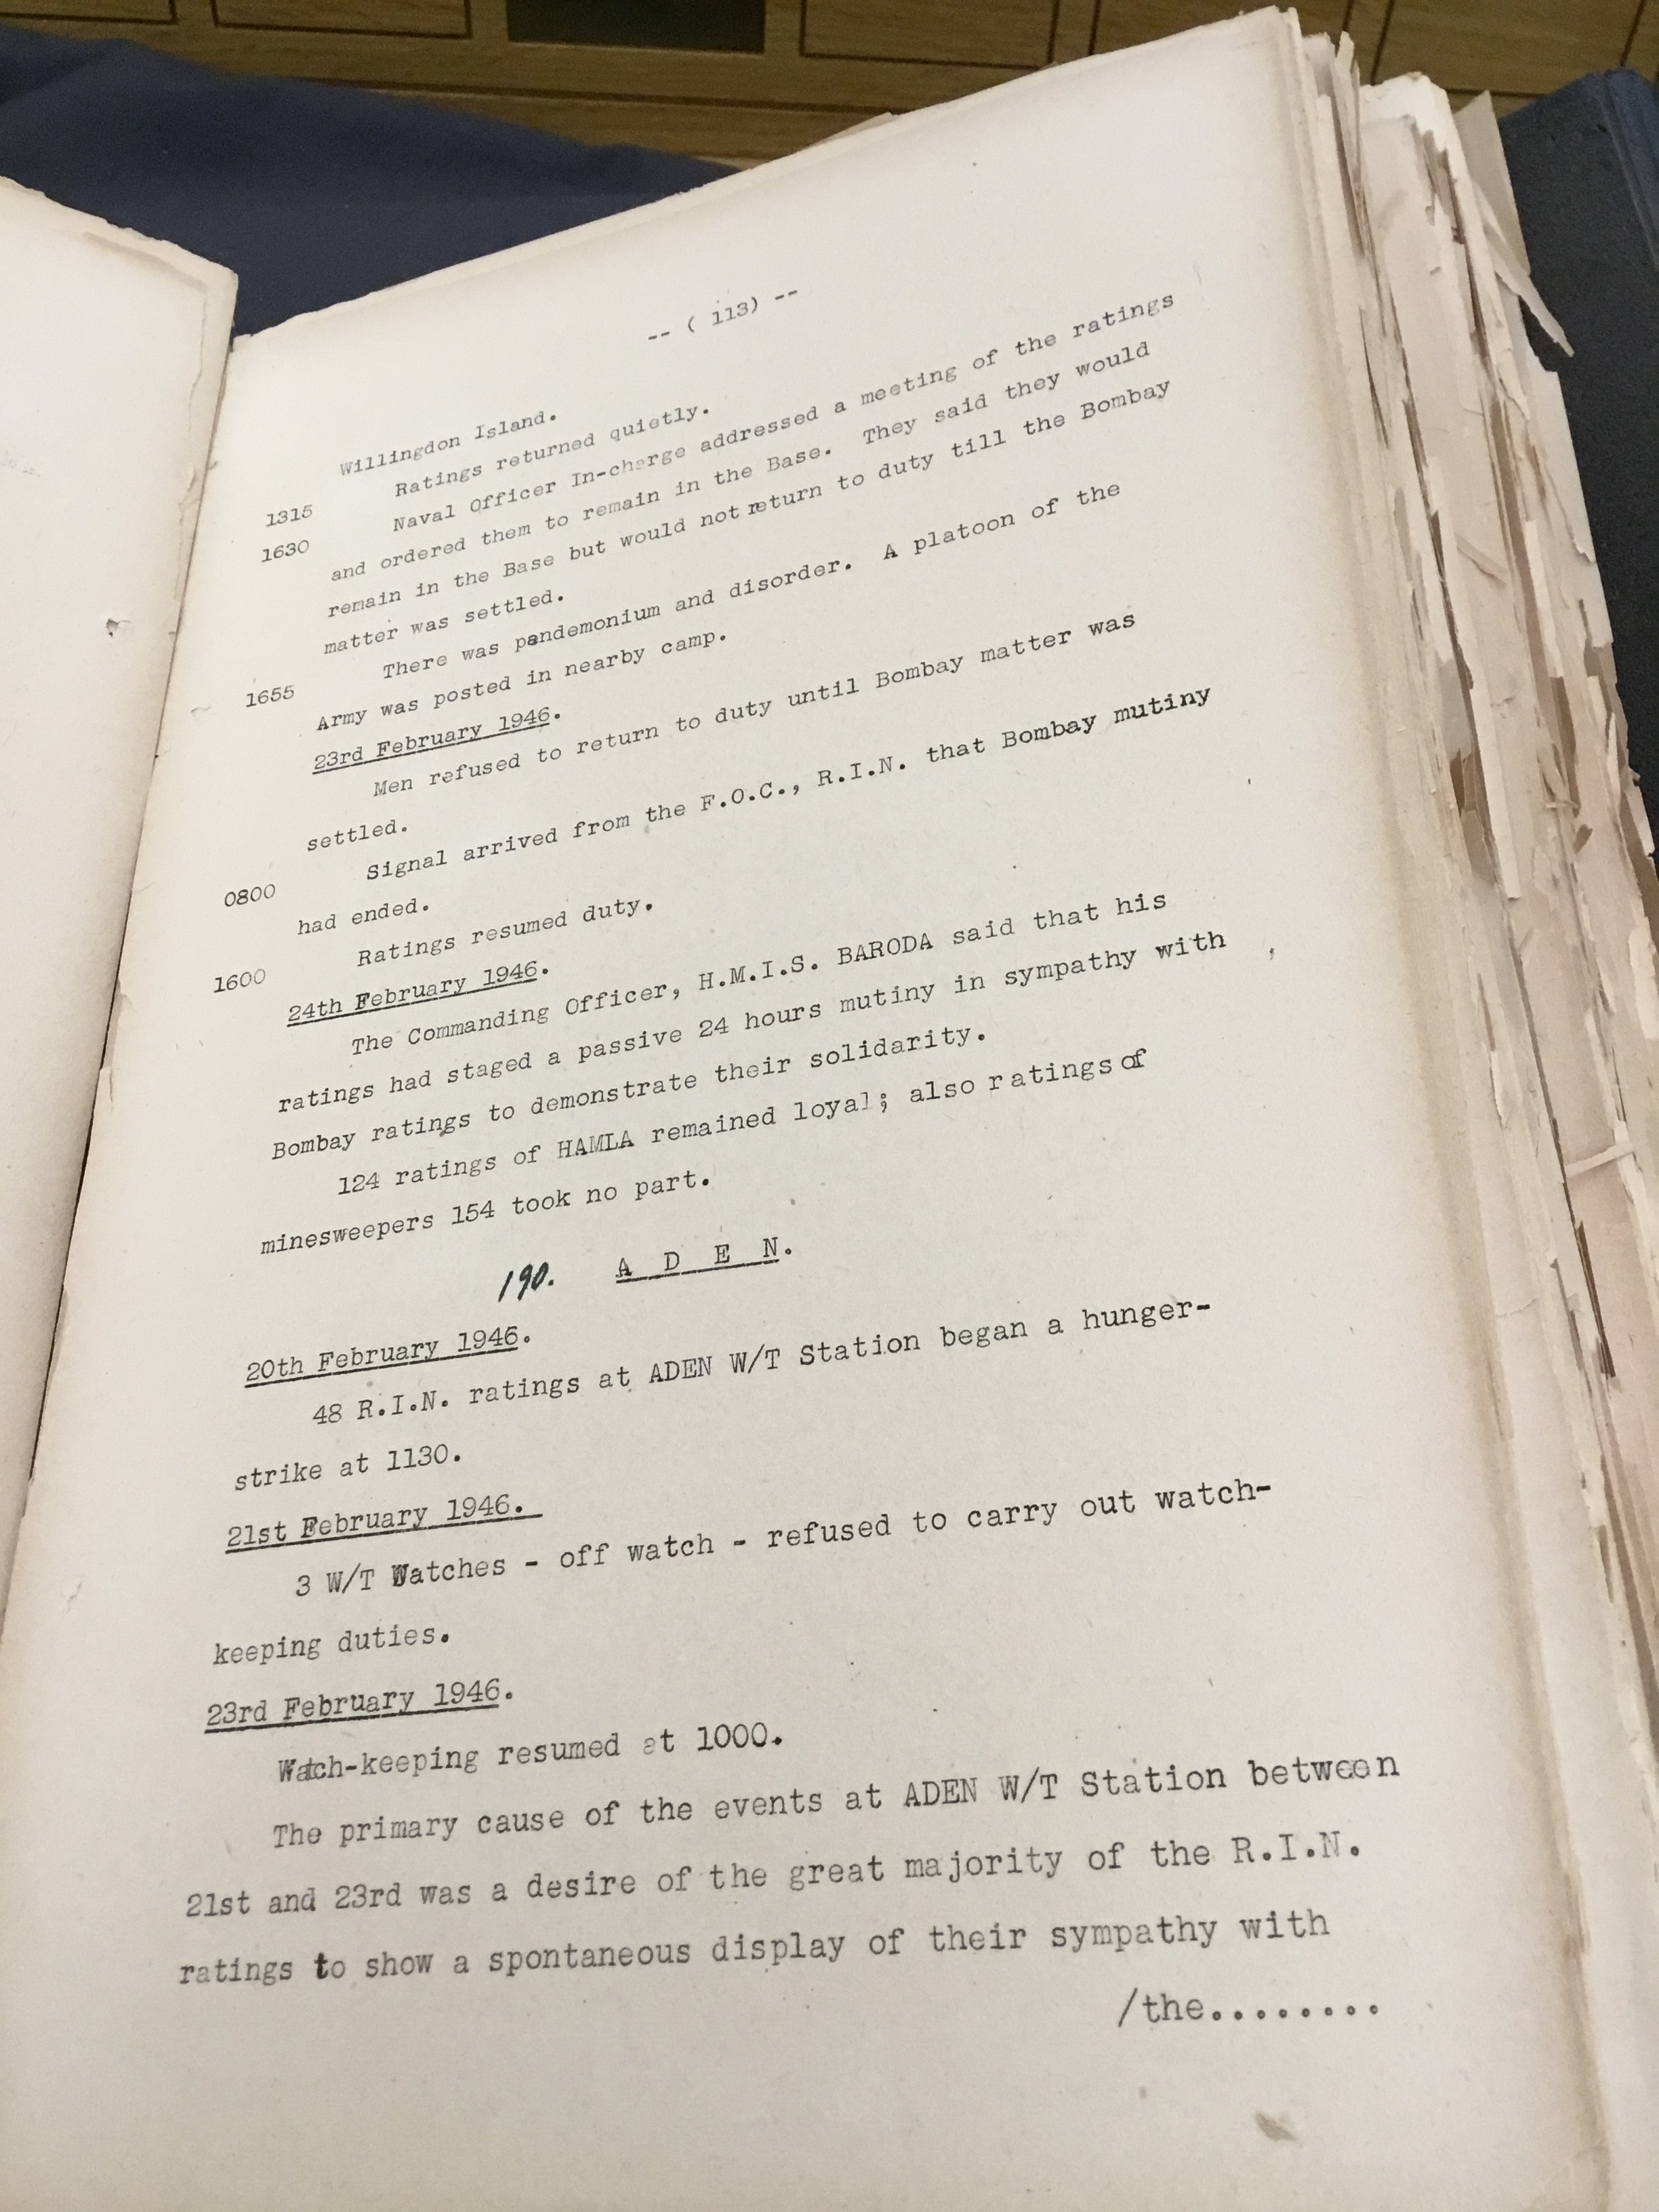 -- ( 113) --
Willingdon Island.
1315 Ratings returned quietly.
1630 Naval Officer In-charge addressed a meeting of the ratings
and ordered them to remain in the Base. They said they would
remain in the Base but would not return to duty till the Bombay
matter was settled.
1655 There was pandemonium and disorder. A platoon of the
Army was posted in nearby camp.
23rd February 1946.
Men refused to return to duty until Bombay matter was
settled.
0800 Signal arrived from the F.O.C., R.I.N. that Bombay mutiny
had ended.
1600 Ratings resumed duty.
24th February 1946.
The Commanding Officer, H.M.I.S. BARODA said that his
ratings had staged a passive 24 hours mutiny in sympathy with
Bombay ratings to demonstrate their solidarity.
124 ratings of HAMLA remained loyal; also ratings of
minesweepers 154 took no part.
190. A D E N.
20th February 1946.
48 R.I.N. ratings at ADEN W/T Station began a hunger-
strike at 1130.
21st February 1946.
3 W/T Watches - off watch - refused to carry out watch-
keeping duties.
23rd February 1946.
Watch-keeping resumed at 1000.
The primary cause of the events at ADEN W/T Station between
21st and 23rd was a desire of the great majority of the R.I.N.
ratings to show a spontaneous display of their sympathy with
/the........